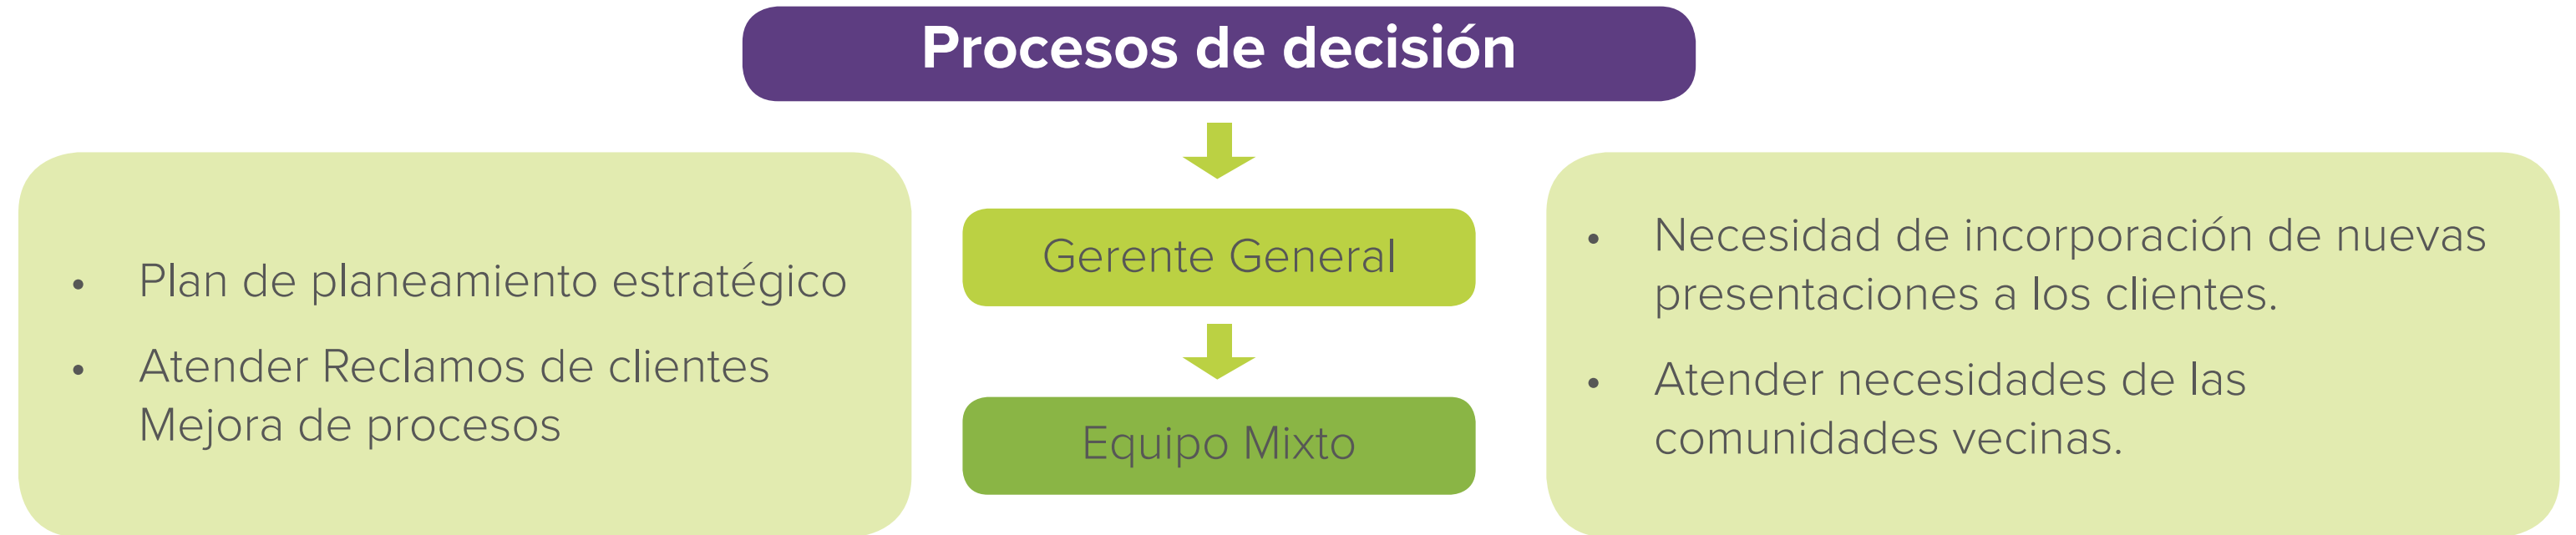 Procesos de decisión
• Plan de planeamiento estratégico
• Atender Reclamos de clientes
Mejora de procesos
Gerente General
Equipo Mixto
• Necesidad de incorporación de nuevas
presentaciones a los clientes.
• Atender necesidades de las
comunidades vecinas.